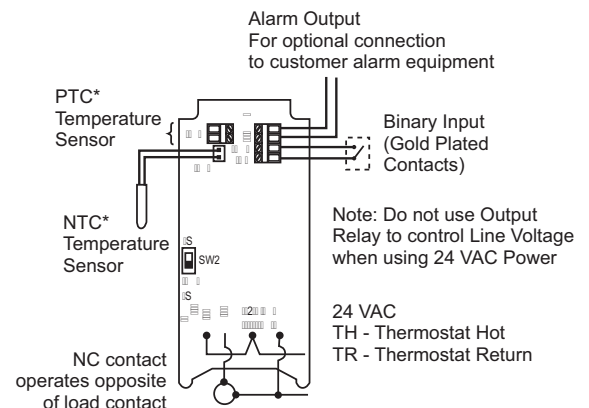 Alarm Output
For optional connection
to customer alarm equipment
PTC*
Temperature
Sensor
Binary Input
(Gold Plated
Contacts)
NTC*
Temperature
Sensor
Note: Do not use Output
Relay to control Line Voltage
when using 24 VAC Power
S
SW2
S
2
24 VAC
TH - Thermostat Hot
TR - Thermostat Return
NC contact
operates opposite
of load contact